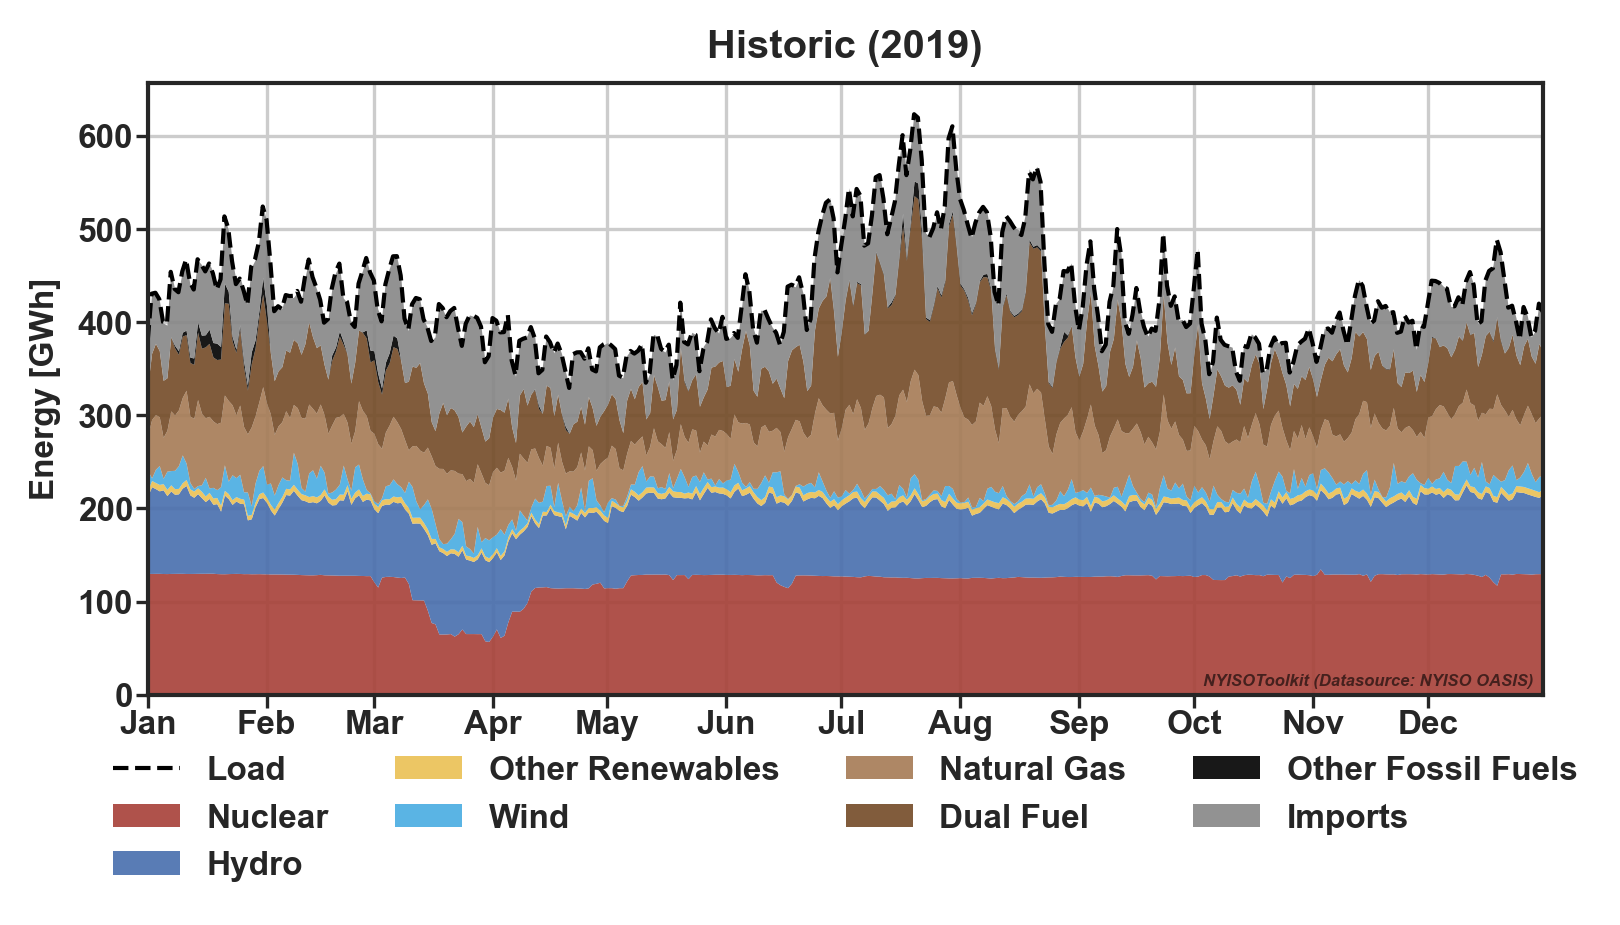 Historic (2019)
Energy [GWh]
600
500
400
300
200
100
0
NYISOToolkit (Datasource: NYISO OASIS)
Jan Feb Mar Apr May Jun Jul Aug Sep Oct Nov Dec
Load Other Renewables Natural Gas Other Fossil Fuels
Nuclear Wind Dual Fuel Imports
Hydro